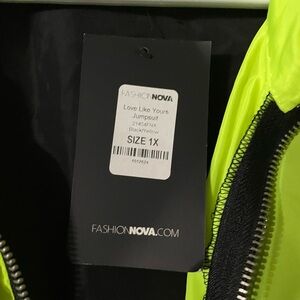 FASHIONNOVA
Love Like Yours
Jumpsuit
Black/Yellow
SIZE 1X
FASHIONNOVA.COM